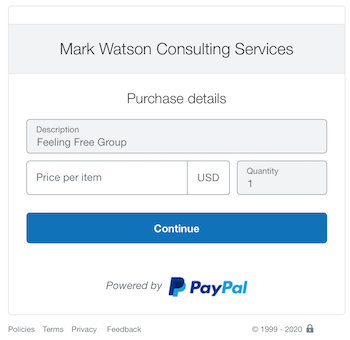 Mark Watson Consulting Services
Purchase details
Description
Feeling Free Group
Price per item
USD
Quantity
1
Continue
Powered by PayPal
Policies Terms Privacy Feedback © 1999 - 2020